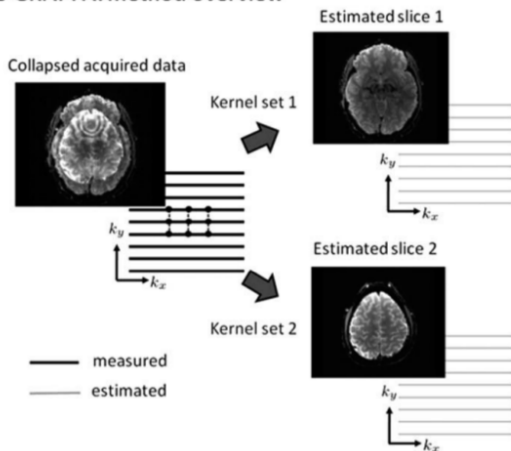 Estimated slice 1
Collapsed acquired data
Kernel set 1
k_y
k_x
k_y
k_x
Estimated slice 2
Kernel set 2
measured
estimated
k_y
k_x